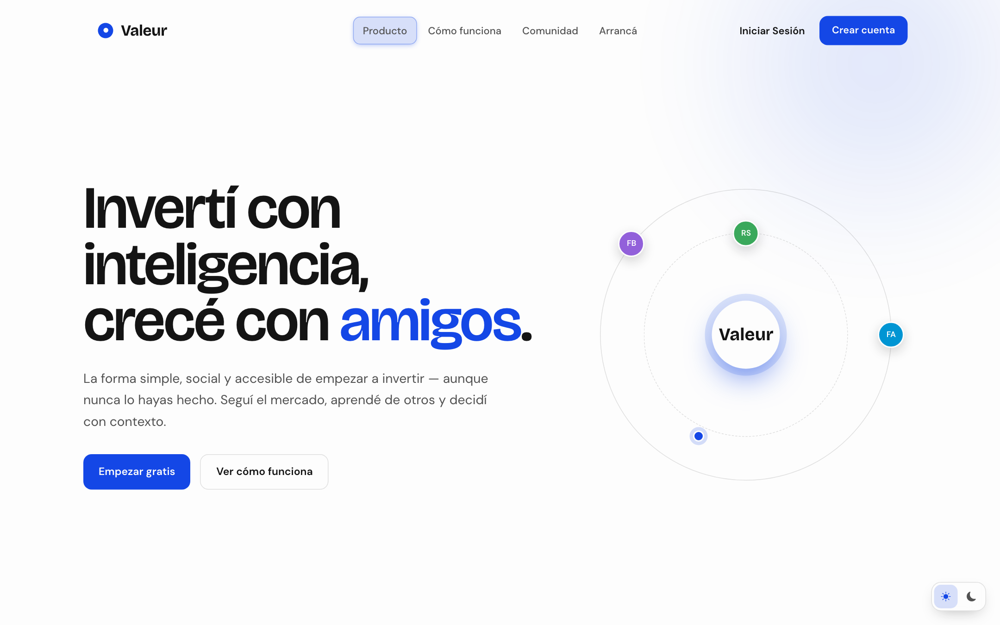 Valeur
Producto
Cómo funciona
Comunidad
Arrancá
Iniciar Sesión
Crear cuenta
Invertí con
inteligencia,
crecé con amigos.
La forma simple, social y accesible de empezar a invertir — aunque
nunca lo hayas hecho. Seguí el mercado, aprendé de otros y decidí
con contexto.
Empezar gratis
Ver cómo funciona
FB
RS
Valeur
FA